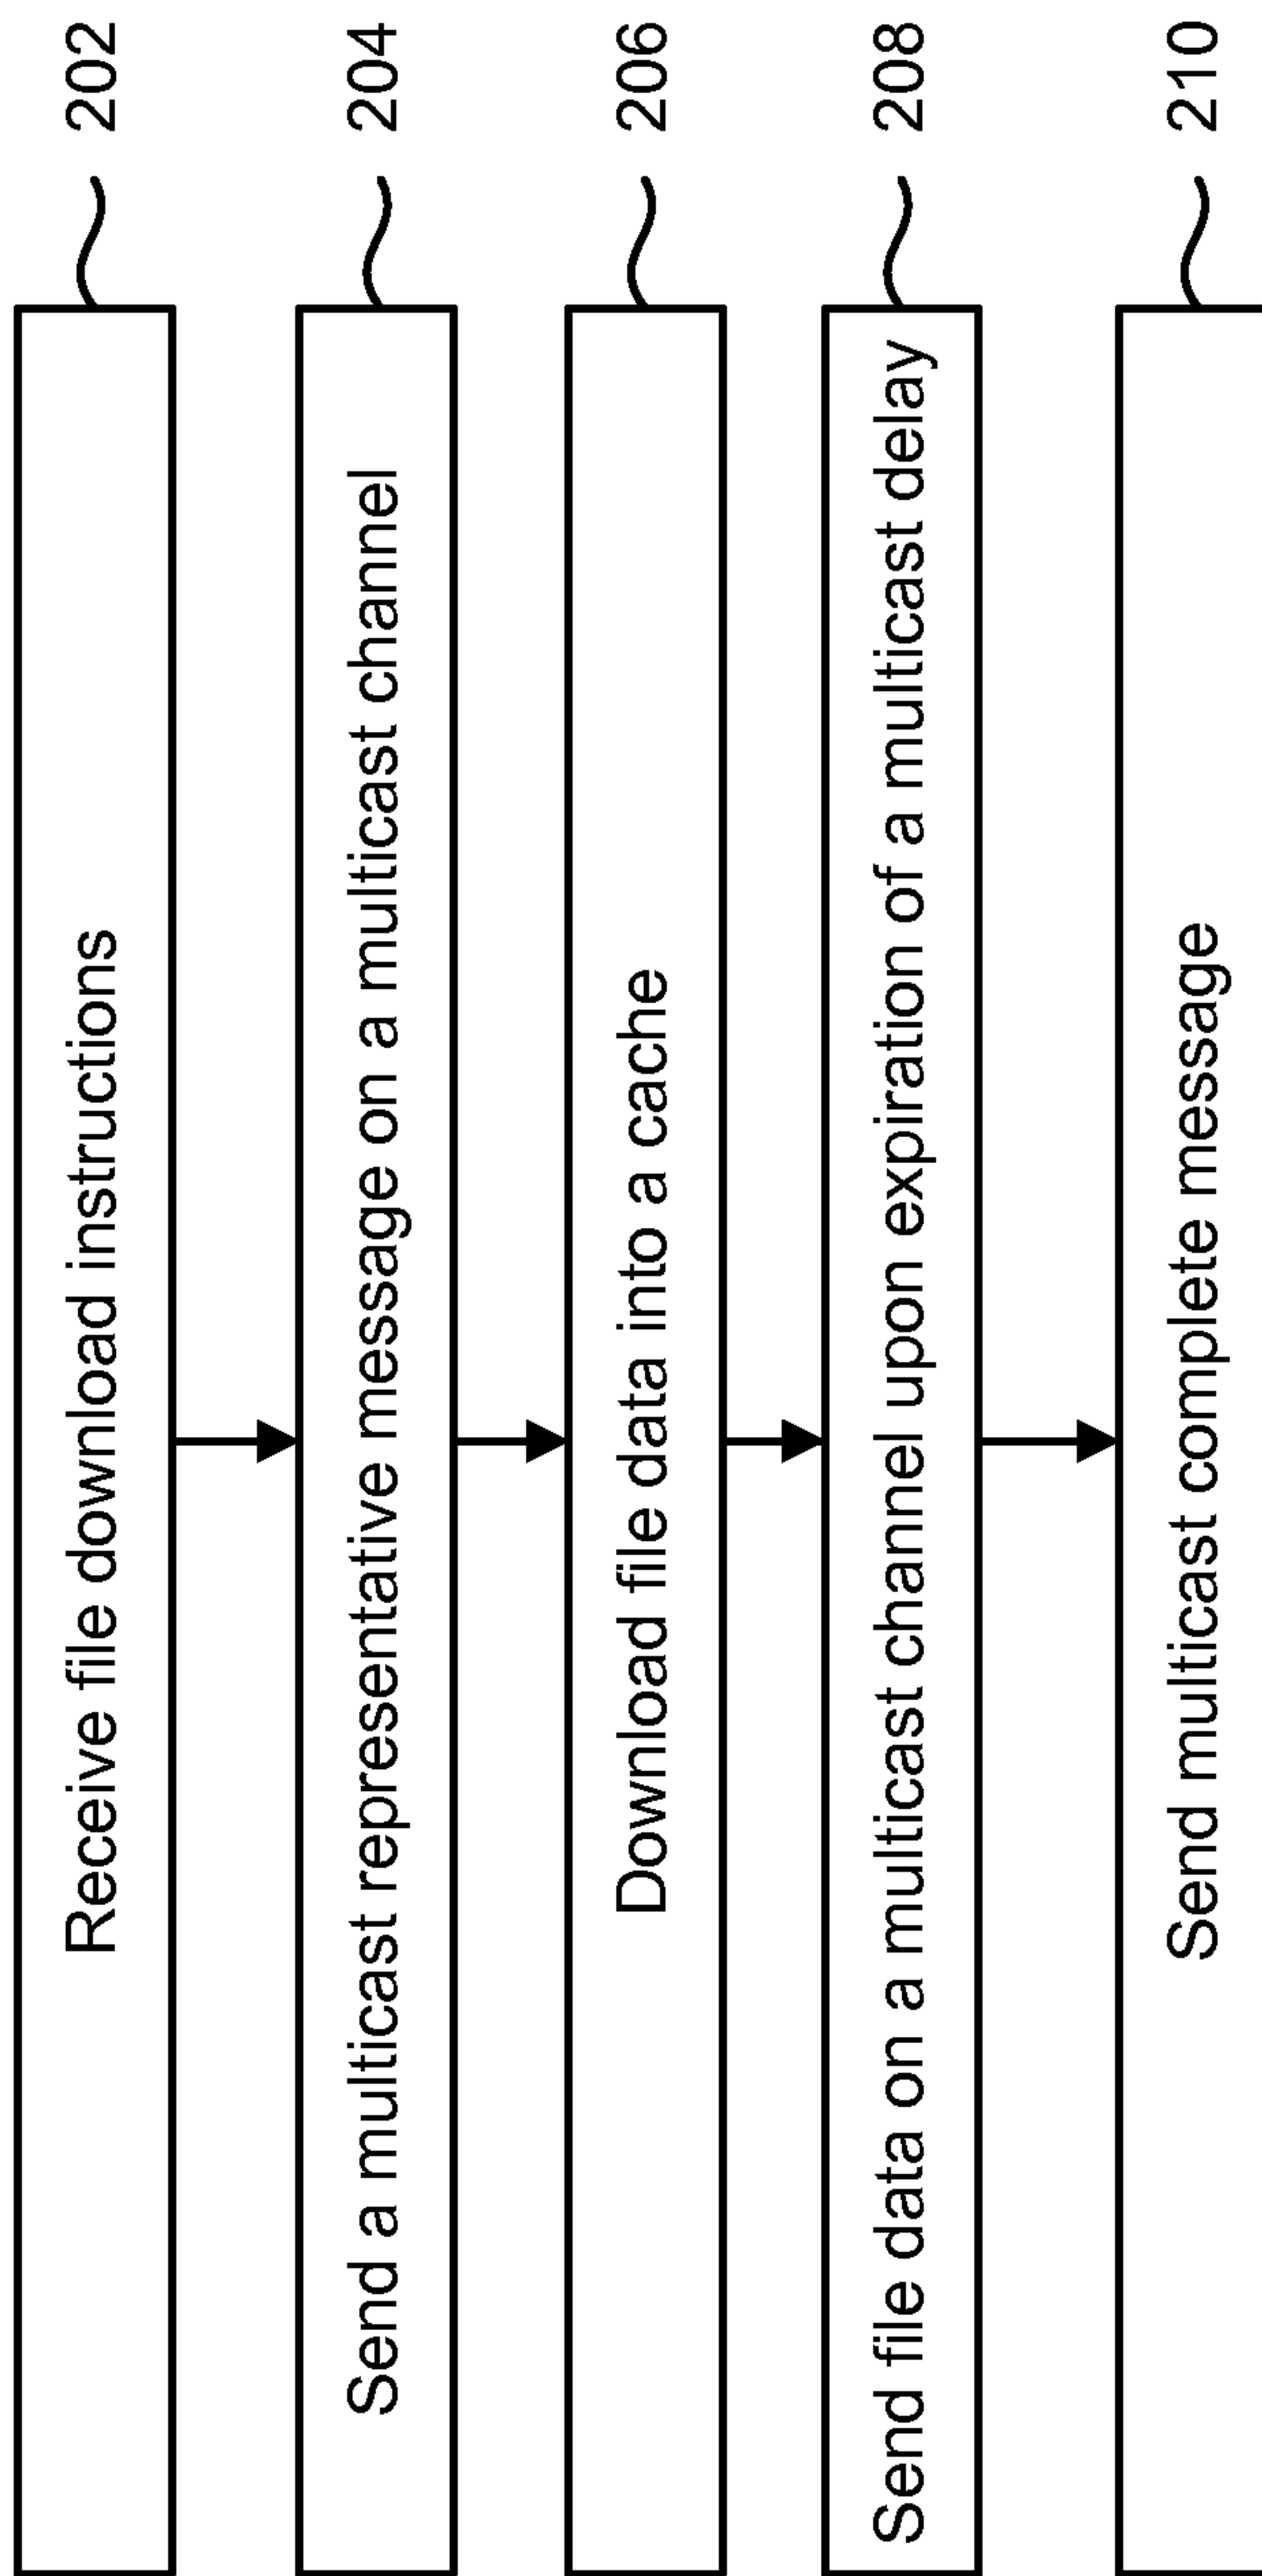 Receive file download instructions 202
Send a multicast representative message on a multicast channel 204
Download file data into a cache 206
Send file data on a multicast channel upon expiration of a multicast delay 208
Send multicast complete message 210